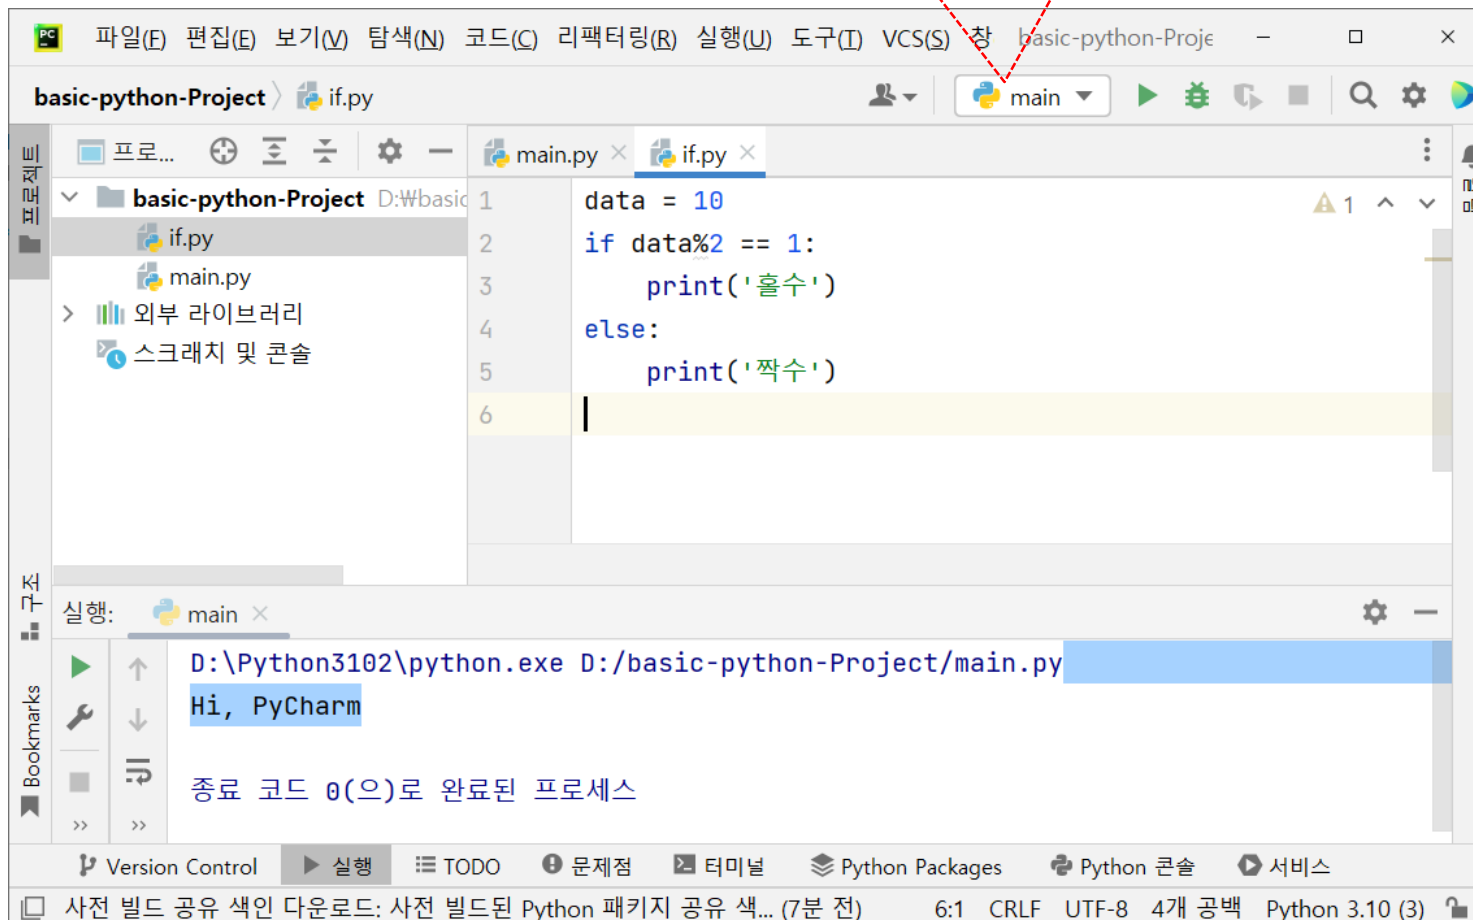 PC
파일(F) 편집(E) 보기(V) 탐색(N) 코드(C) 리팩터링(R) 실행(U) 도구(T) VCS(S) 창 basic-python-Proje
basic-python-Project if.py
main
프로젝트
프로...
main.py
if.py
basic-python-Project D:\basic
if.py
main.py
외부 라이브러리
스크래치 및 콘솔
1 data = 10
2 if data%2 == 1:
3 print('홀수')
4 else:
5 print('짝수')
6
1
구조
Bookmarks
실행: main
D:\Python3102\python.exe D:/basic-python-Project/main.py
Hi, PyCharm
종료 코드 0(으)로 완료된 프로세스
Version Control 실행 TODO 문제점 터미널 Python Packages Python 콘솔 서비스
사전 빌드 공유 색인 다운로드: 사전 빌드된 Python 패키지 공유 색... (7분 전) 6:1 CRLF UTF-8 4개 공백 Python 3.10 (3)